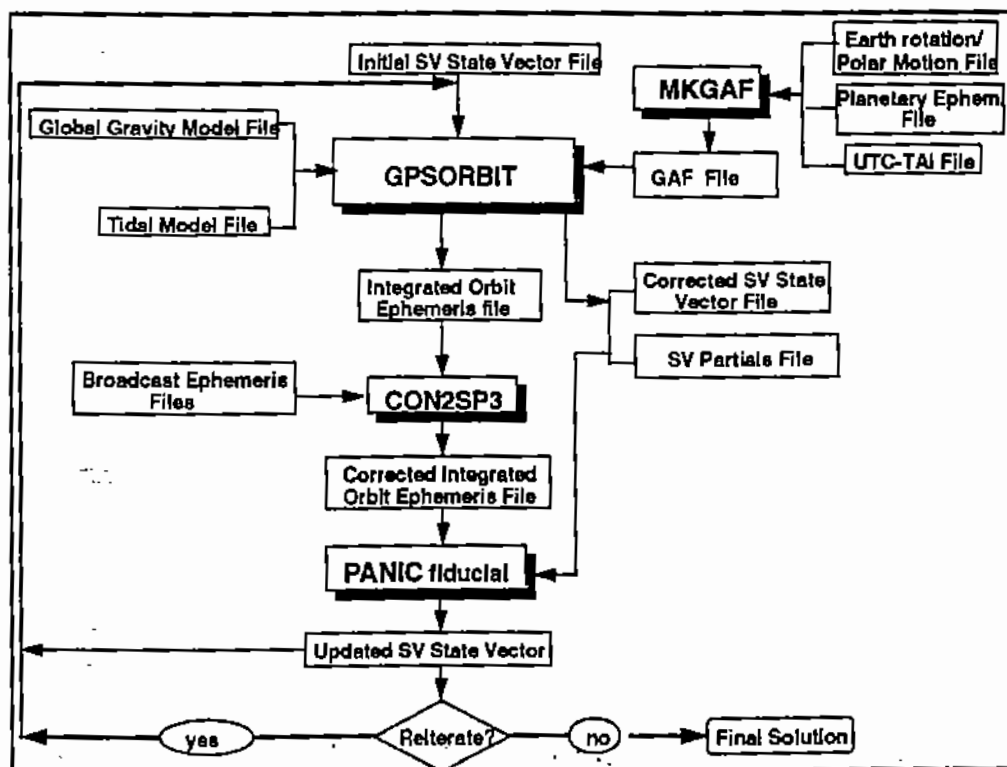 Initial SV State Vector File
Earth rotation/
Polar Motion File
MKGAF
Planetary Ephem.
File
Global Gravity Model File
UTC-TAI File
GPSORBIT
GAF File
Tidal Model File
Integrated Orbit
Ephemeris file
Corrected SV State
Vector File
SV Partials File
Broadcast Ephemeris
Files
CON2SP3
Corrected Integrated
Orbit Ephemeris File
PANIC fiducial
Updated SV State Vector
yes
Reiterate?
no
Final Solution